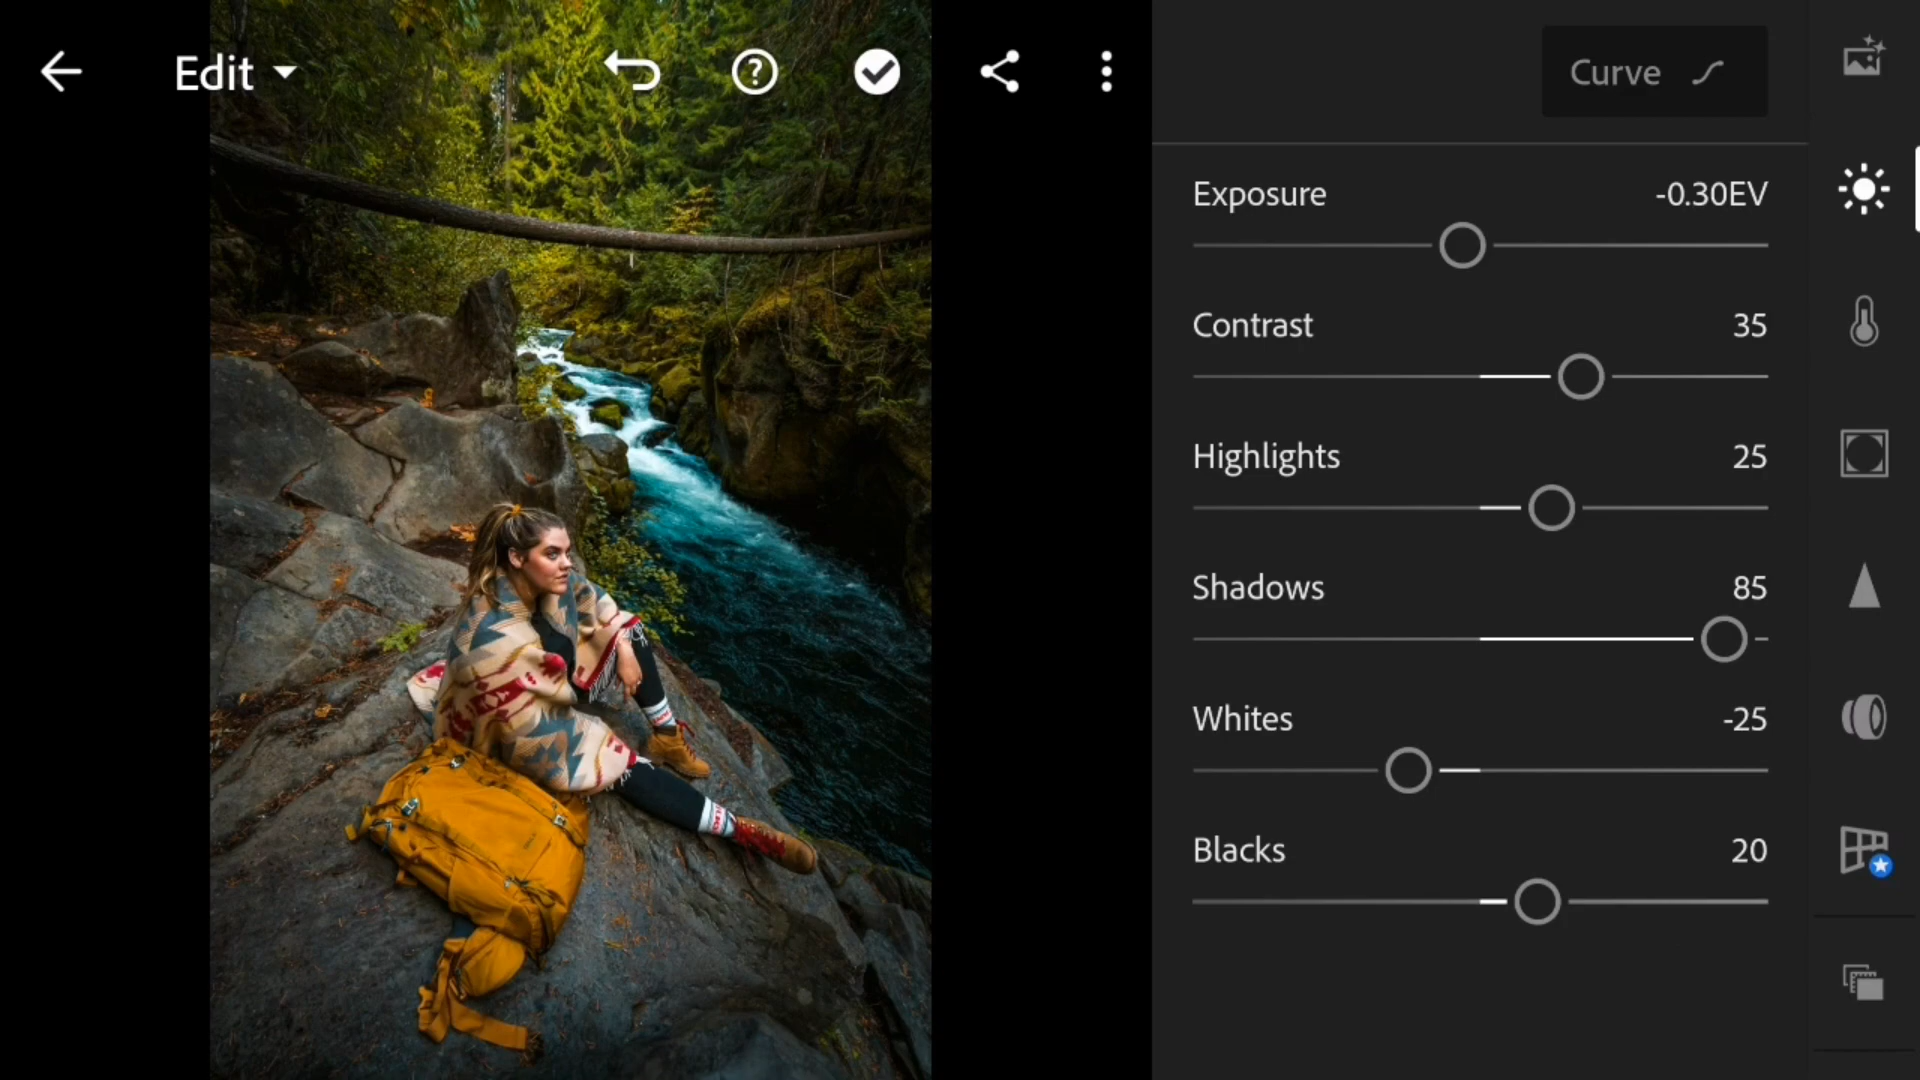 Edit
Curve
Exposure -0.30EV
Contrast 35
Highlights 25
Shadows 85
Whites -25
Blacks 20